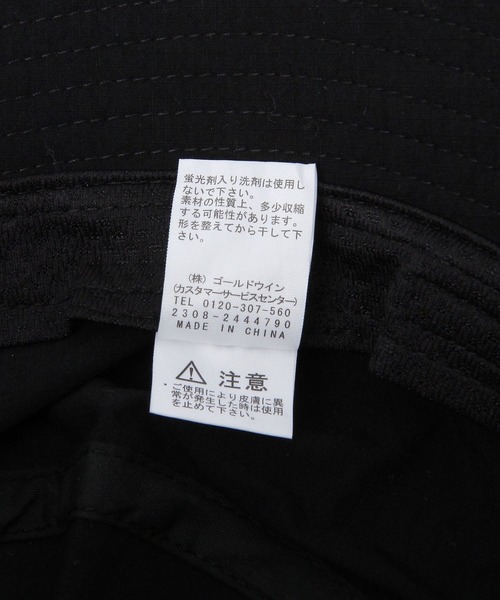 蛍光剤入り洗剤は使用し
ないで下さい。
素材の性質上、多少収縮
する可能性があります。
形を整えてから干して下
さい。
(株) ゴールドウイン
(カスタマーサービスセンター)
TEL 0120-307-560
2308-2444790
MADE IN CHINA
注意
ご使用により皮膚に異
常が発生した時は使用
を止めて下さい。